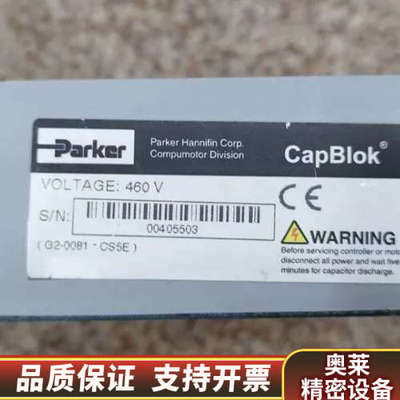 Parker
Parker Hannifin Corp.
Compumotor Division
CapBlok®
VOLTAGE: 460 V
CE
S/N:
00405503
(G2-0081 - CS5E)
WARNING
Before servicing controller or moto
disconnect all power and wait five
minutes for capacitor discharge.
品质保证 支持开票
奥莱
精密设备